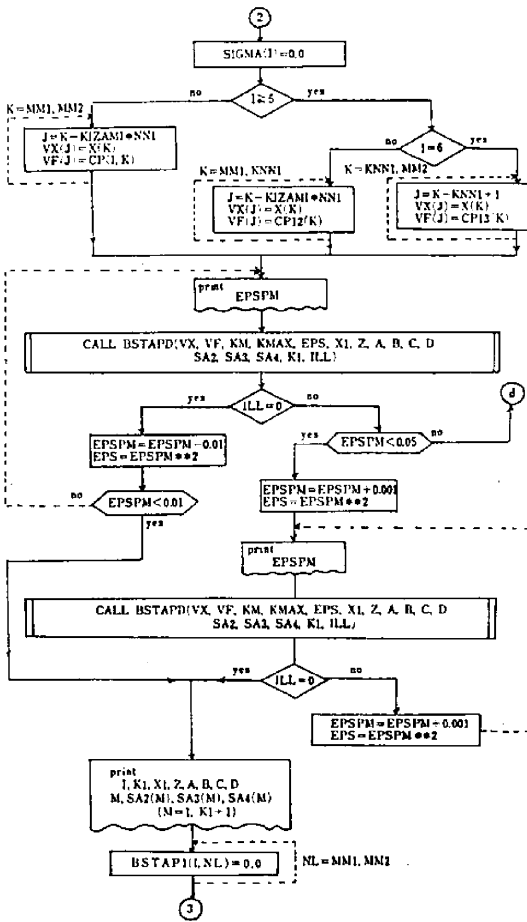 2
SIGMA(I)=0.0
no
I≧5
yes
K=MM1, MM2
J=K-KIZAMI*NN1
VX(J)=X(K)
VF(J)=CP(I, K)
no
I=6
yes
K=MM1, KNN1
J=K-KIZAMI*NN1
VX(J)=X(K)
VF(J)=CP12(K)
K=KNN1, MM2
J=K-KNN1+1
VX(J)=X(K)
VF(J)=CP13(K)
print
EPSPM
CALL BSTAPD(VX, VF, KM, KMAX, EPS, X1, Z, A, B, C, D
SA2, SA3, SA4, K1, ILL)
yes
ILL=0
no
d
EPSPM=EPSPM-0.01
EPS=EPSPM**2
yes
EPSPM<0.05
no
no
EPSPM<0.01
yes
EPSPM=EPSPM+0.001
EPS=EPSPM**2
print
EPSPM
CALL BSTAPD(VX, VF, KM, KMAX, EPS, X1, Z, A, B, C, D
SA2, SA3, SA4, K1, ILL)
yes
ILL=0
no
EPSPM=EPSPM+0.001
EPS=EPSPM**2
print
I, K1, X1, Z, A, B, C, D
M, SA2(M), SA3(M), SA4(M)
(M=1, K1+1)
BSTAP1(I,NL)=0.0
NL=MM1, MM2
3